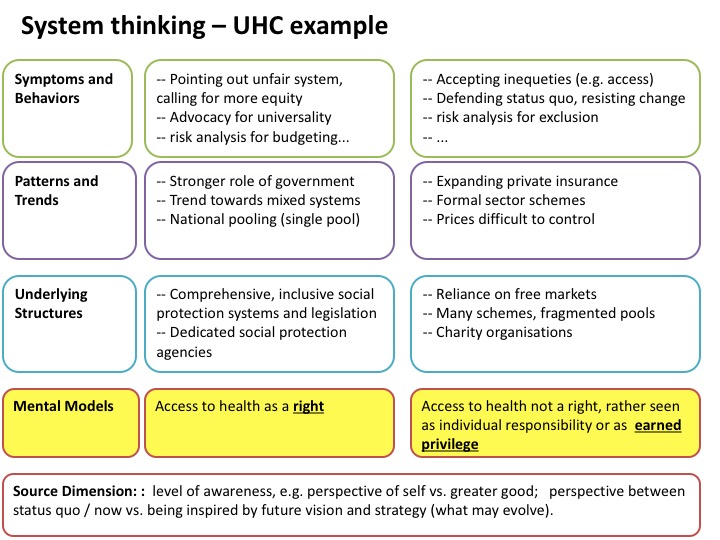 System thinking – UHC example
Symptoms and
Behaviors
-- Pointing out unfair system,
calling for more equity
-- Advocacy for universality
-- risk analysis for budgeting...
-- Accepting inequeties (e.g. access)
-- Defending status quo, resisting change
-- risk analysis for exclusion
-- ...
Patterns and
Trends
-- Stronger role of government
-- Trend towards mixed systems
-- National pooling (single pool)
-- Expanding private insurance
-- Formal sector schemes
-- Prices difficult to control
Underlying
Structures
-- Comprehensive, inclusive social
protection systems and legislation
-- Dedicated social protection
agencies
-- Reliance on free markets
-- Many schemes, fragmented pools
-- Charity organisations
Mental Models
Access to health as a right
Access to health not a right, rather seen
as individual responsibility or as  earned
privilege
Source Dimension: :  level of awareness, e.g. perspective of self vs. greater good;   perspective between
status quo / now vs. being inspired by future vision and strategy (what may evolve).